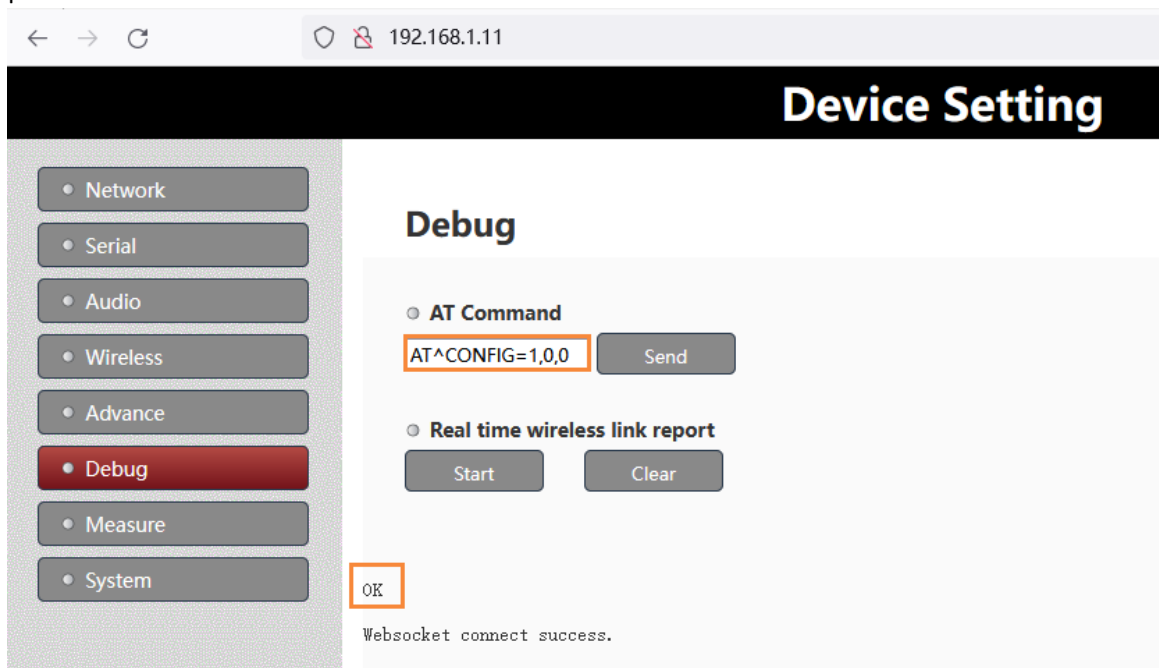 192.168.1.11
Device Setting
Network
Serial
Audio
Wireless
Advance
Debug
Measure
System
Debug
AT Command
AT^CONFIG=1,0,0 Send
Real time wireless link report
Start Clear
OK
Websocket connect success.